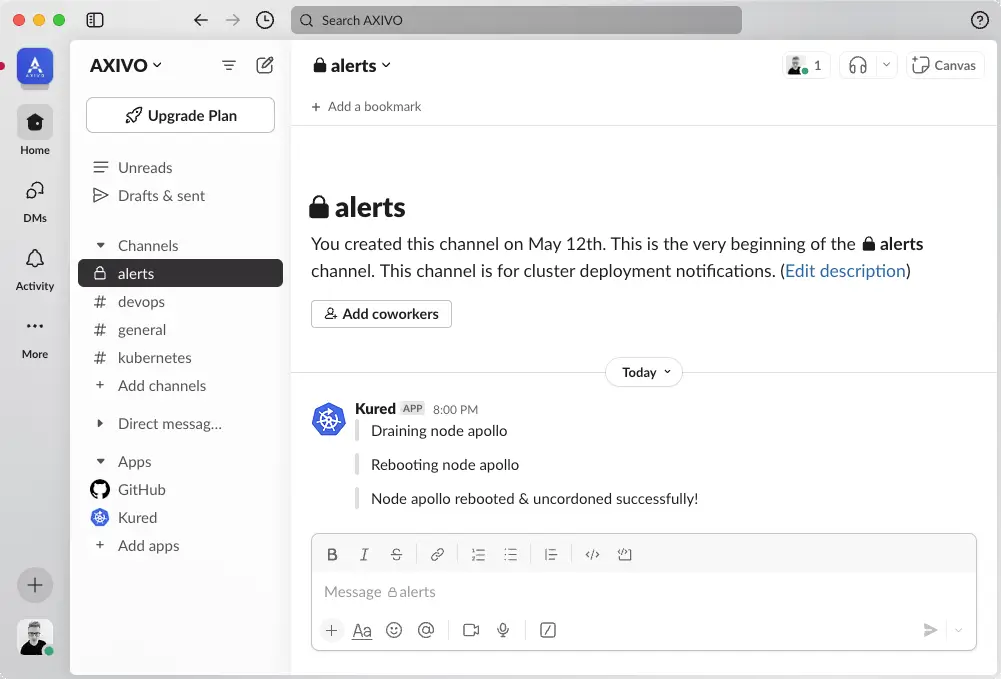 Search AXIVO
AXIVO
AXIVO
Upgrade Plan
Home
DMs
Activity
More
Unreads
Drafts & sent
Channels
alerts
devops
general
kubernetes
Add channels
Direct messag...
Apps
GitHub
Kured
Add apps
alerts
1
Canvas
Add a bookmark
alerts
You created this channel on May 12th. This is the very beginning of the alerts
channel. This channel is for cluster deployment notifications. (Edit description)
Add coworkers
Today
Kured APP 8:00 PM
Draining node apollo
Rebooting node apollo
Node apollo rebooted & uncordoned successfully!
B I S
Message alerts
Aa